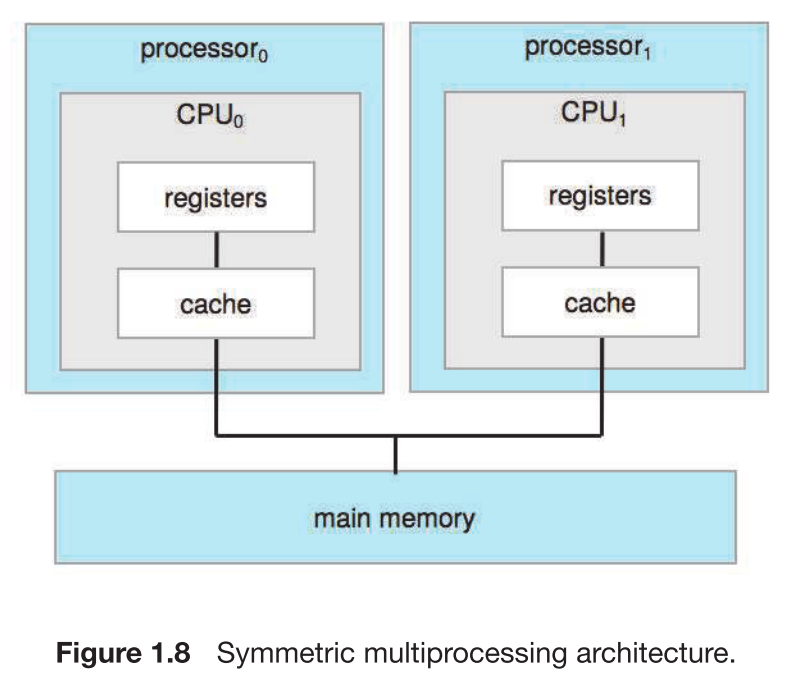 processor₀
processor₁
CPU₀
CPU₁
registers
registers
cache
cache
main memory
Figure 1.8 Symmetric multiprocessing architecture.